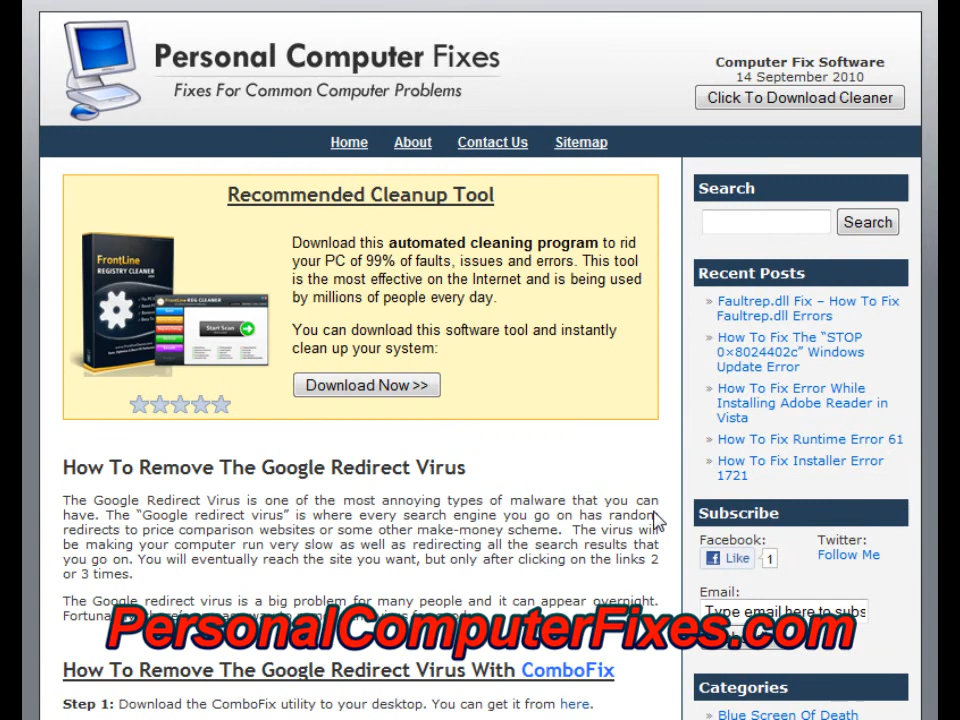 Personal Computer Fixes
Fixes For Common Computer Problems
Computer Fix Software
14 September 2010
Click To Download Cleaner
Home About Contact Us Sitemap
Recommended Cleanup Tool
FrontLine
REGISTRY CLEANER
Start Scan
Download this automated cleaning program to rid
your PC of 99% of faults, issues and errors. This tool
is the most effective on the Internet and is being used
by millions of people every day.
You can download this software tool and instantly
clean up your system:
Download Now >>
How To Remove The Google Redirect Virus
The Google Redirect Virus is one of the most annoying types of malware that you can
have. The “Google redirect virus” is where every search engine you go on has random
redirects to price comparison websites or some other make-money scheme. The virus will
be making your computer run very slow as well as redirecting all the search results that
you go on. You will eventually reach the site you want, but only after clicking on the links 2
or 3 times.
The Google redirect virus is a big problem for many people and it can appear overnight.
PersonalComputerFixes.com
How To Remove The Google Redirect Virus With ComboFix
Step 1: Download the ComboFix utility to your desktop. You can get it from here.
Search
Search
Recent Posts
» Faultrep.dll Fix – How To Fix
Faultrep.dll Errors
» How To Fix The “STOP
0×8024402c” Windows
Update Error
» How To Fix Error While
Installing Adobe Reader in
Vista
» How To Fix Runtime Error 61
» How To Fix Installer Error
1721
Subscribe
Facebook: Twitter:
Like 1 Follow Me
Email:
Type email here to subs
Categories
» Blue Screen Of Death